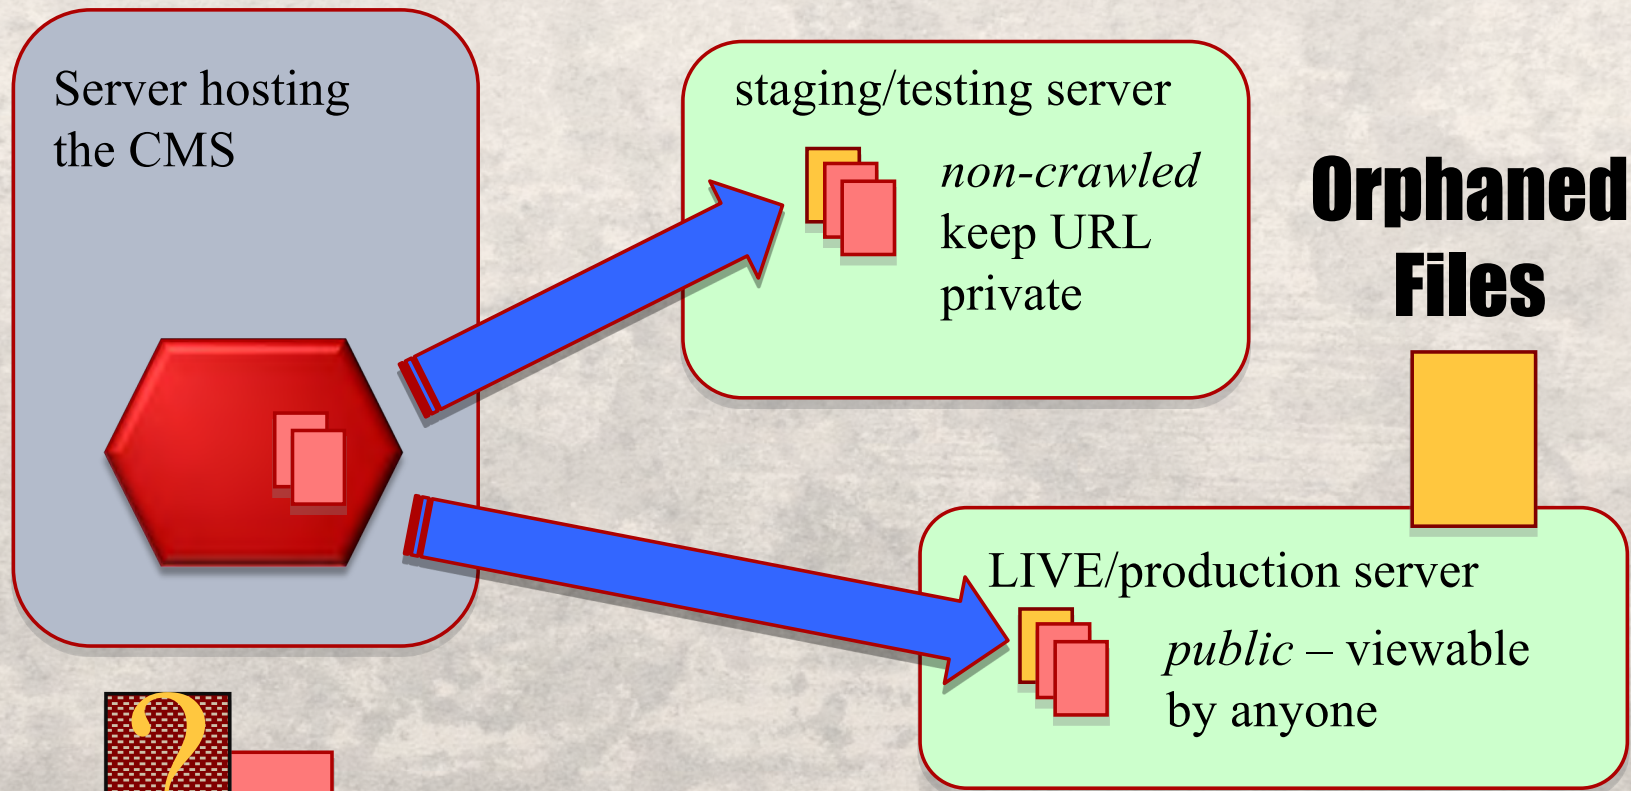 Server hosting
the CMS
staging/testing server
non-crawled
keep URL
private
Orphaned
Files
LIVE/production server
public – viewable
by anyone
?